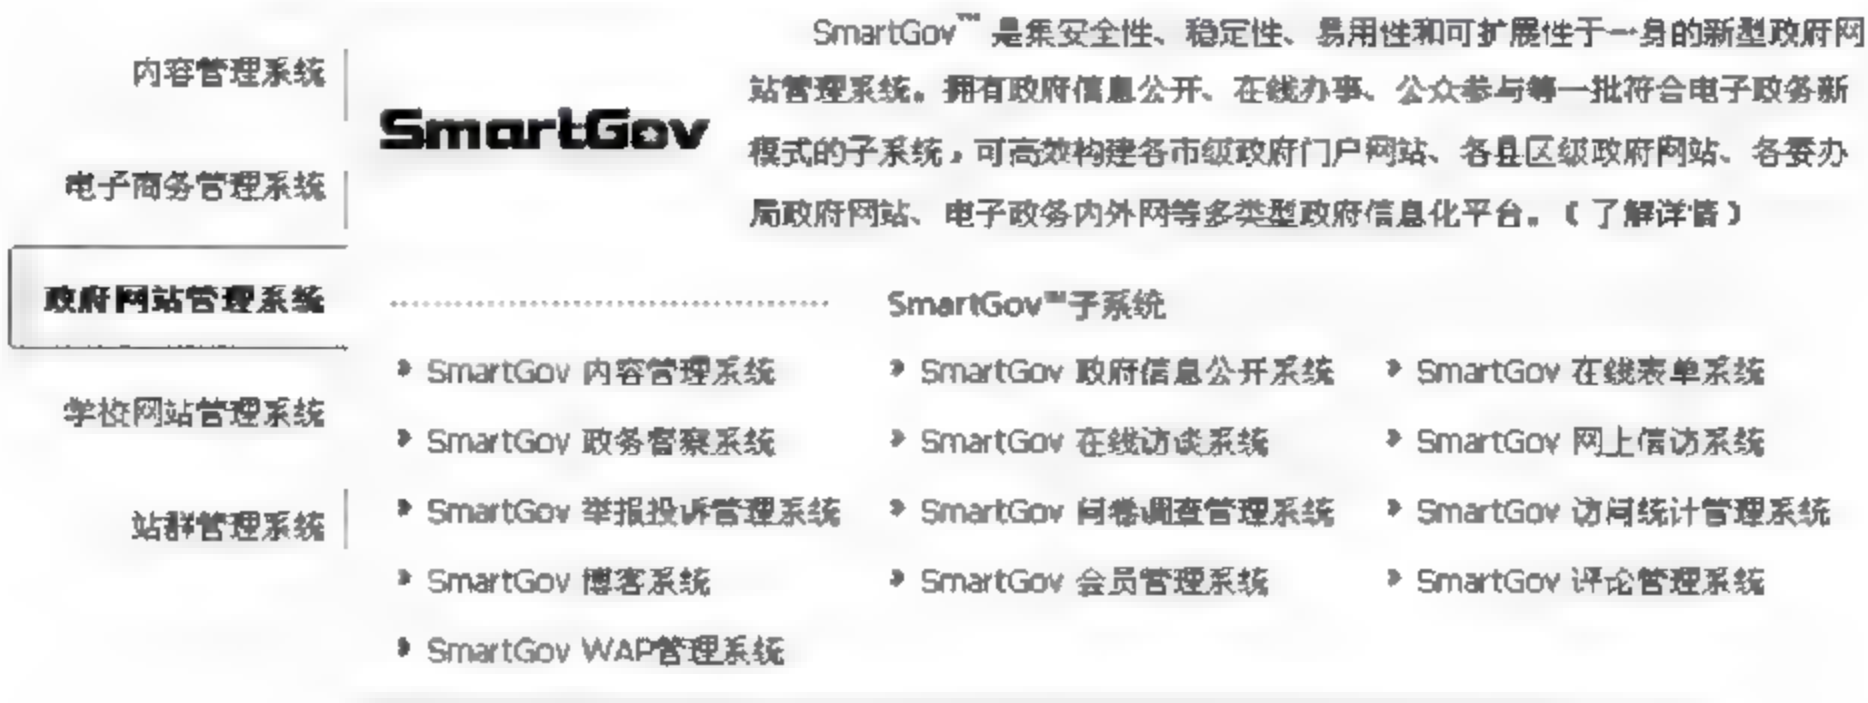 内容管理系统
电子商务管理系统
政府网站管理系统
学校网站管理系统
站群管理系统
SmartGov
SmartGov™ 是集安全性、稳定性、易用性和可扩展性于一身的新型政府网
站管理系统。拥有政府信息公开、在线办事、公众参与等一批符合电子政务新
模式的子系统，可高效构建各市级政府门户网站、各县区级政府网站、各委办
局政府网站、电子政务内外网等多类型政府信息化平台。（了解详情）
SmartGov™子系统
SmartGov 内容管理系统
SmartGov 政府信息公开系统
SmartGov 在线表单系统
SmartGov 政务督察系统
SmartGov 在线访谈系统
SmartGov 网上信访系统
SmartGov 举报投诉管理系统
SmartGov 问卷调查管理系统
SmartGov 访问统计管理系统
SmartGov 博客系统
SmartGov 会员管理系统
SmartGov 评论管理系统
SmartGov WAP管理系统